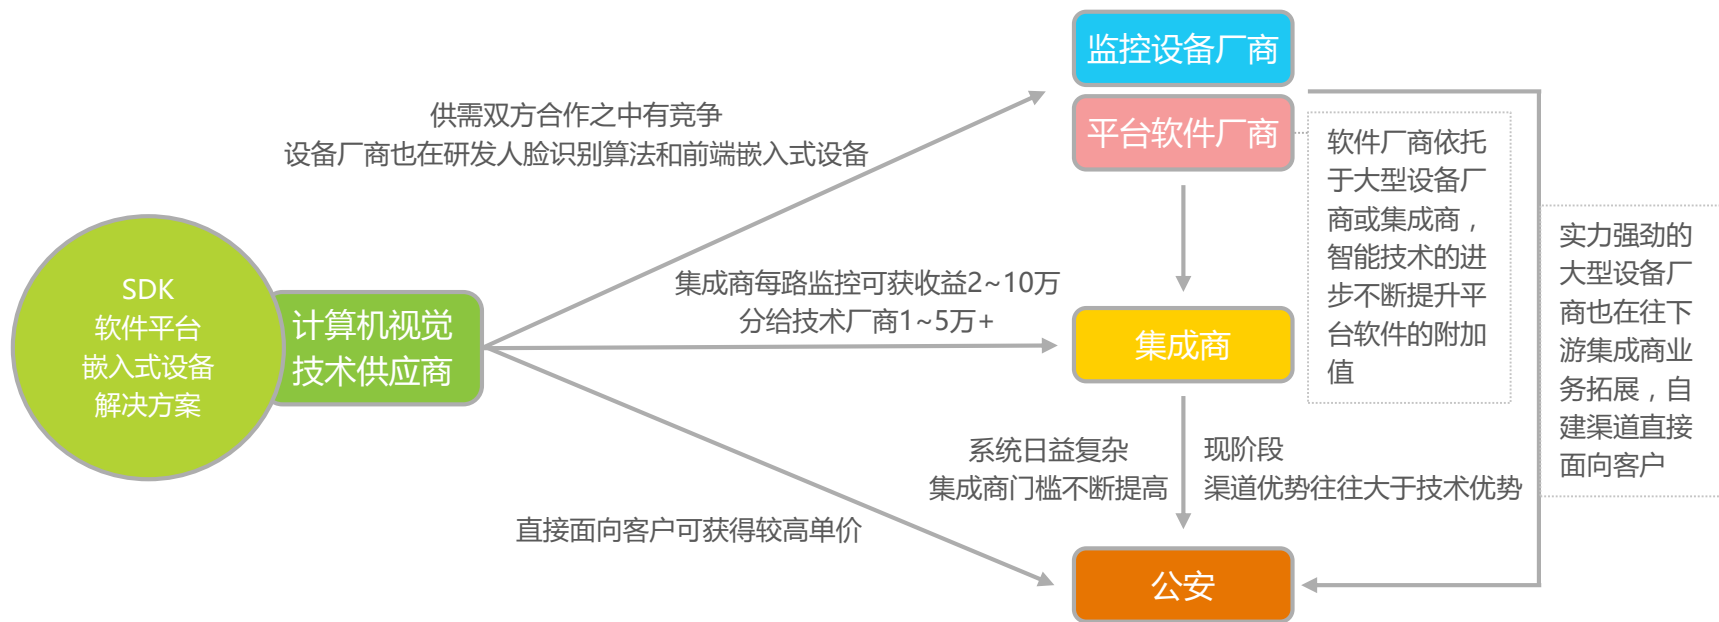 监控设备厂商
供需双方合作之中有竞争
设备厂商也在研发人脸识别算法和前端嵌入式设备
平台软件厂商
软件厂商依托
于大型设备厂
商或集成商，
智能技术的进
步不断提升平
台软件的附加
值
实力强劲的
大型设备厂
商也在往下
游集成商业
务拓展，自
建渠道直接
面向客户
SDK
软件平台
嵌入式设备
解决方案
计算机视觉
技术供应商
集成商每路监控可获收益2~10万
分给技术厂商1~5万+
集成商
系统日益复杂
集成商门槛不断提高
现阶段
渠道优势往往大于技术优势
直接面向客户可获得较高单价
公安